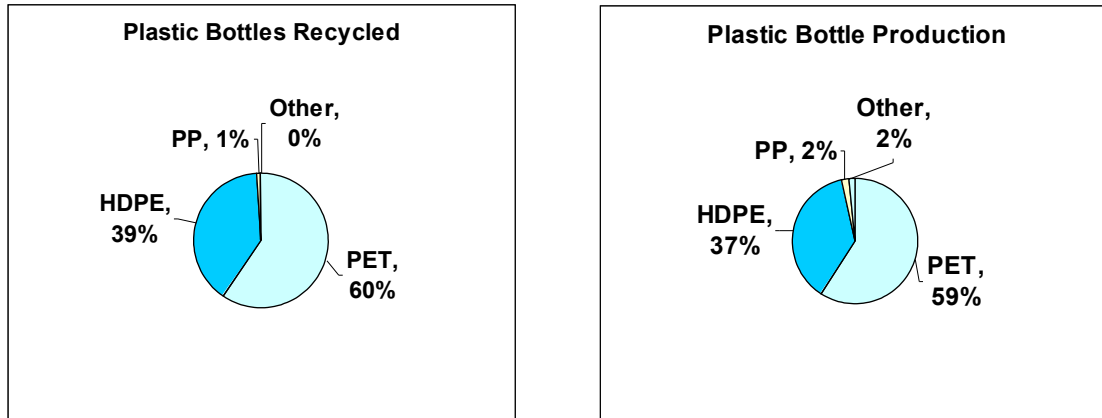 Plastic Bottles Recycled
Other,
0%
PP, 1%
HDPE,
39%
PET,
60%
Plastic Bottle Production
Other,
2%
PP, 2%
HDPE,
37%
PET,
59%